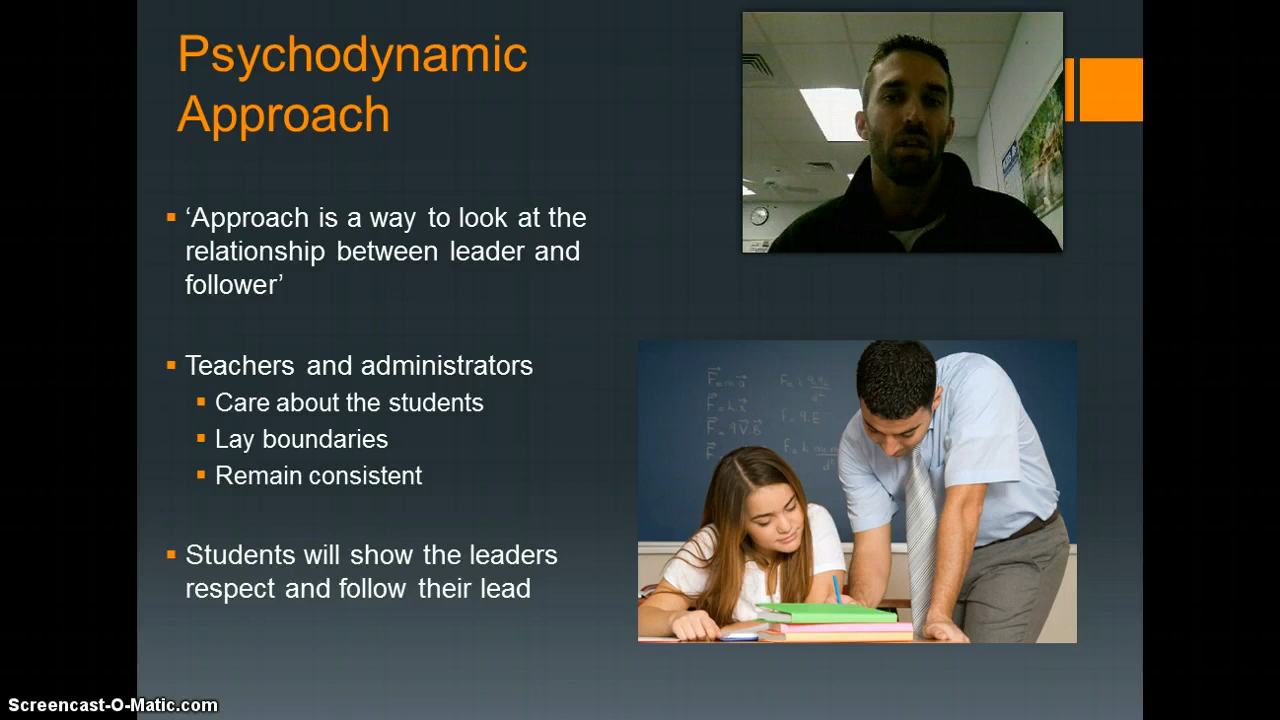 Psychodynamic
Approach
‘Approach is a way to look at the
relationship between leader and
follower’
Teachers and administrators
Care about the students
Lay boundaries
Remain consistent
Students will show the leaders
respect and follow their lead
Screencast-O-Matic.com